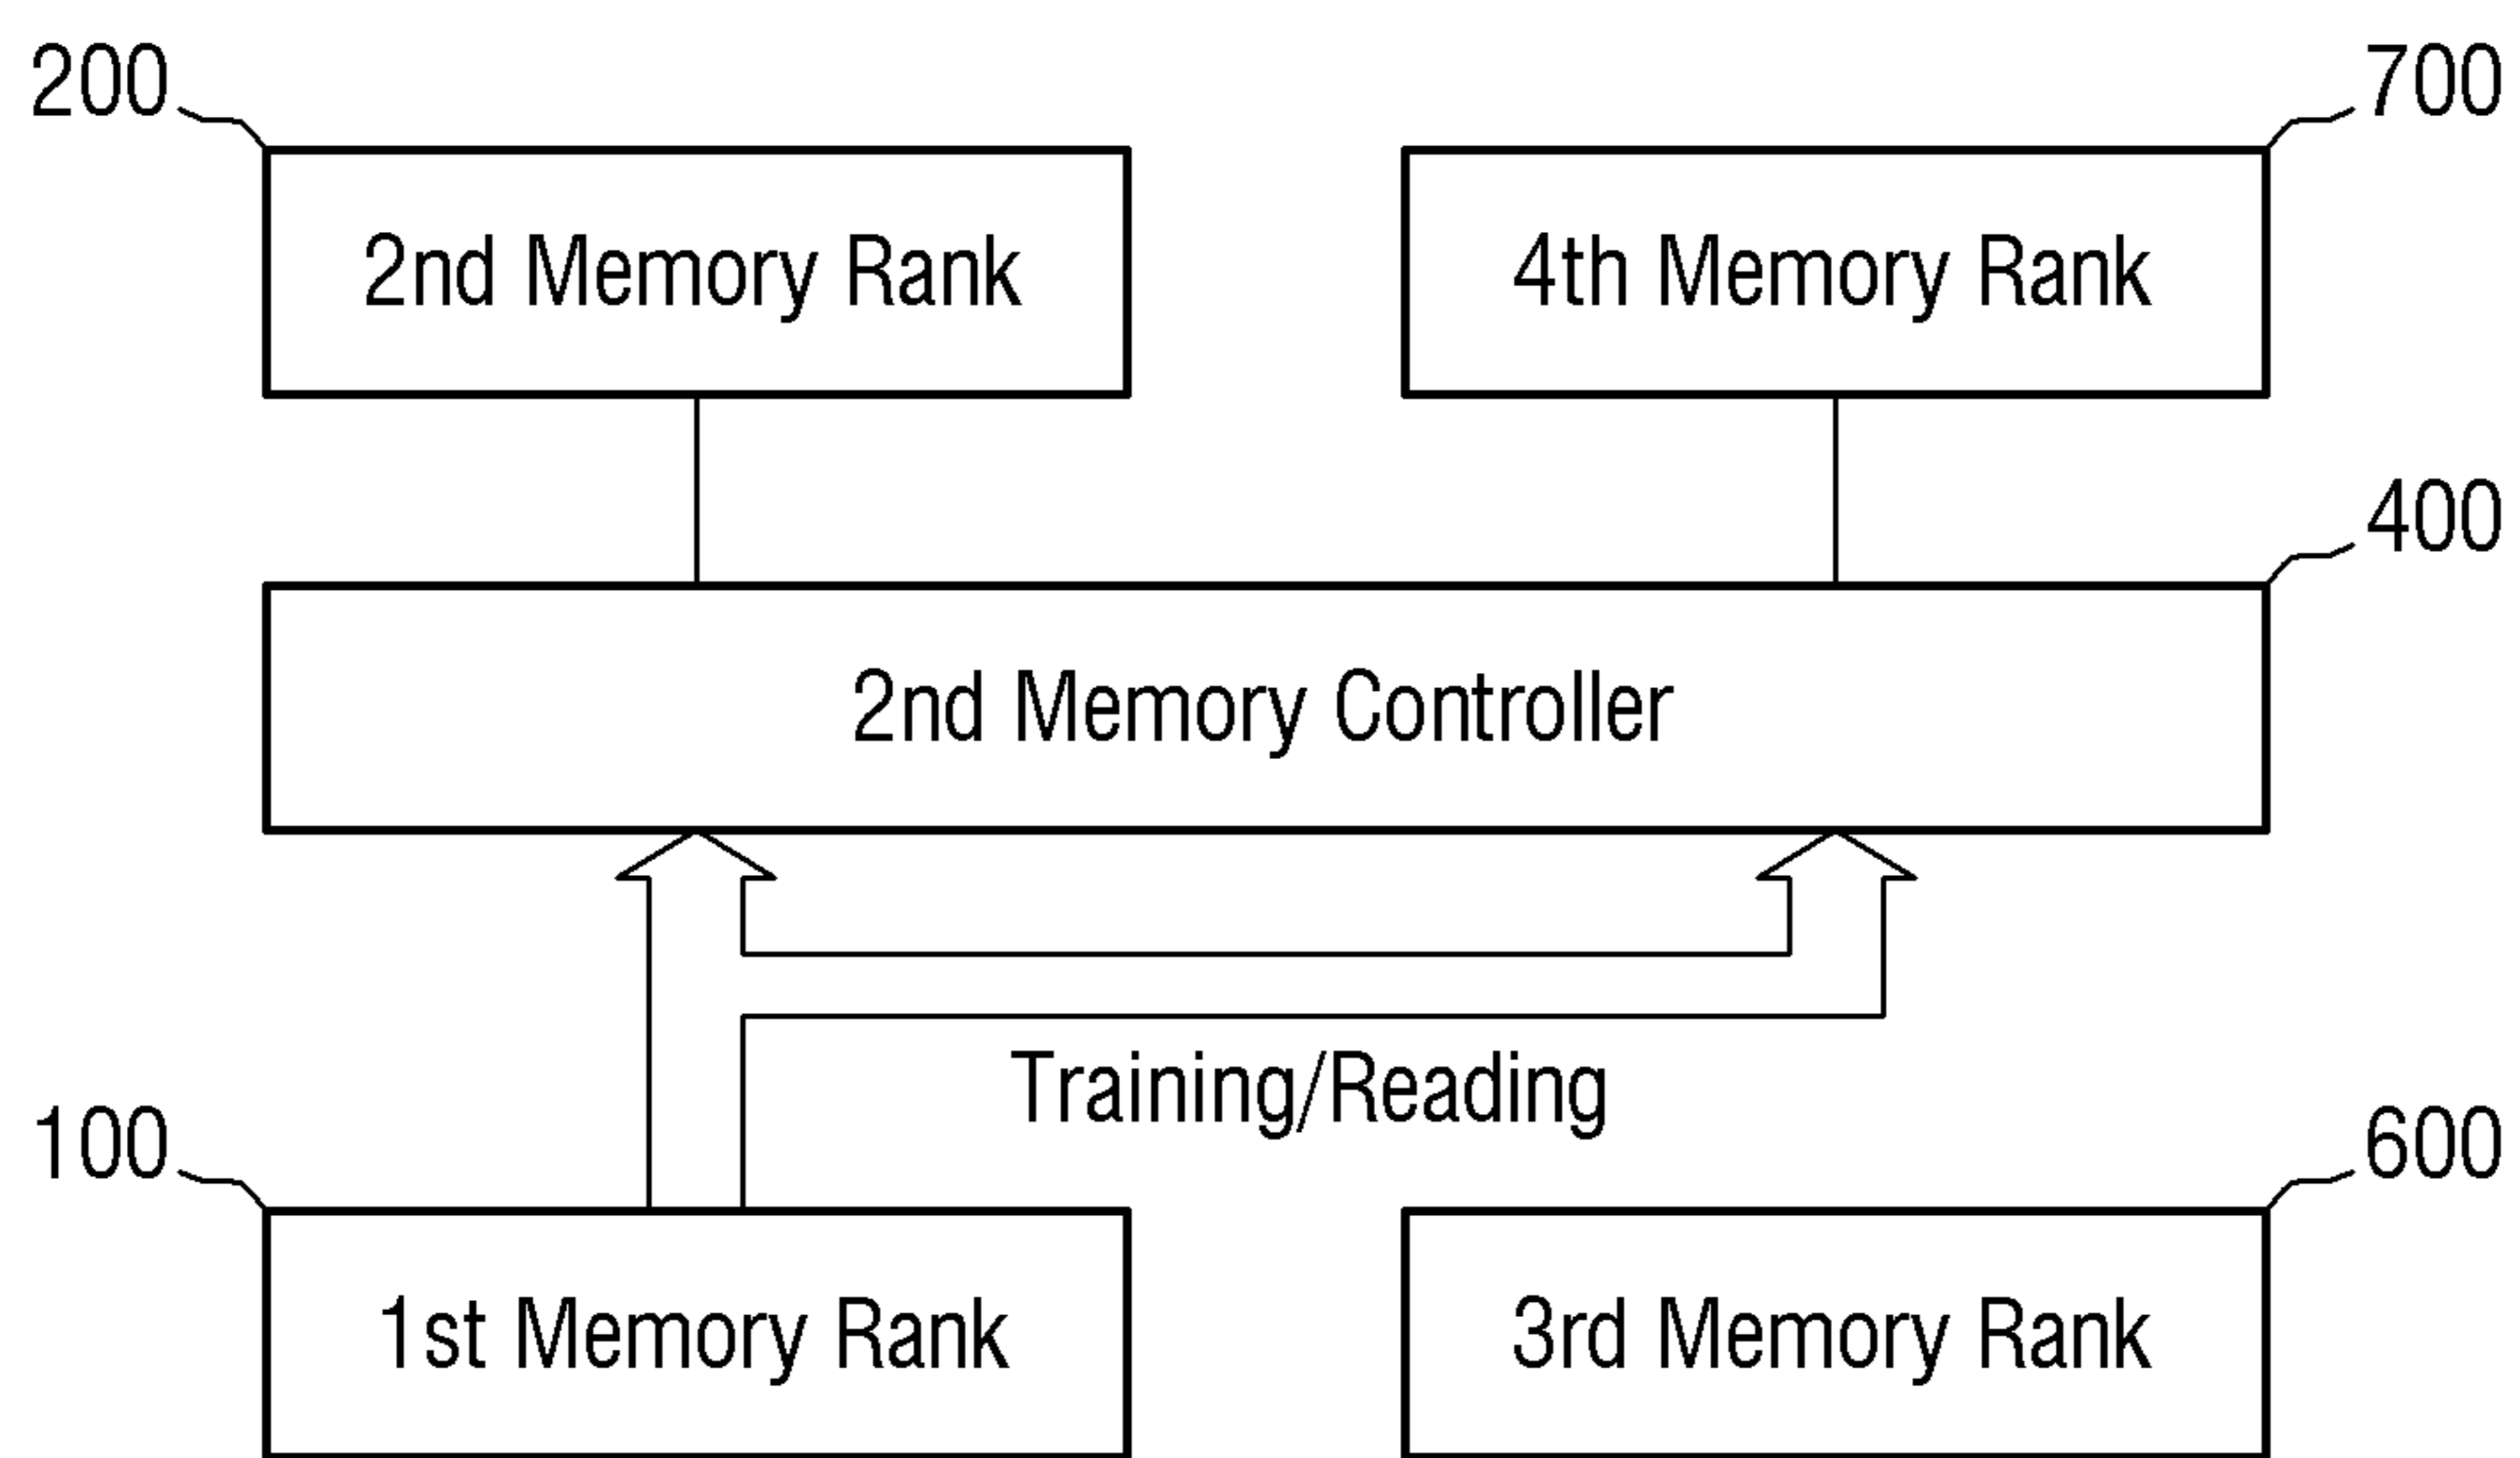 200
700
2nd Memory Rank
4th Memory Rank
400
2nd Memory Controller
Training/Reading
100
600
1st Memory Rank
3rd Memory Rank